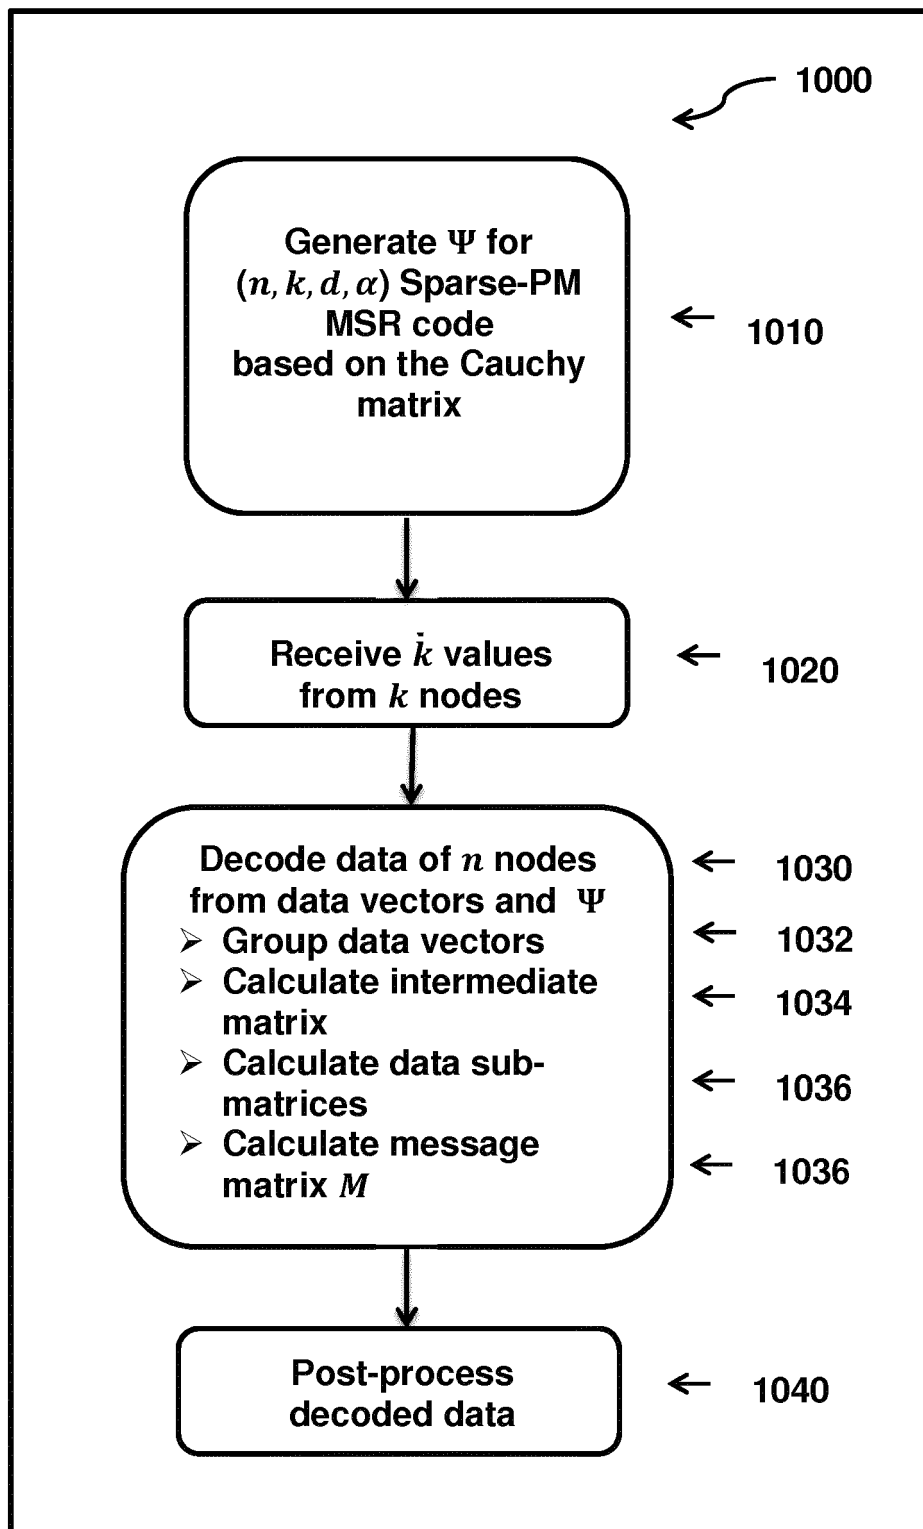 1000
Generate Ψ for
(n, k, d, α) Sparse-PM
MSR code
based on the Cauchy
matrix
1010
Receive k̇ values
from k nodes
1020
Decode data of n nodes
from data vectors and Ψ
1030
➢ Group data vectors
1032
➢ Calculate intermediate
matrix
1034
➢ Calculate data sub-
matrices
1036
➢ Calculate message
matrix M
1036
Post-process
decoded data
1040